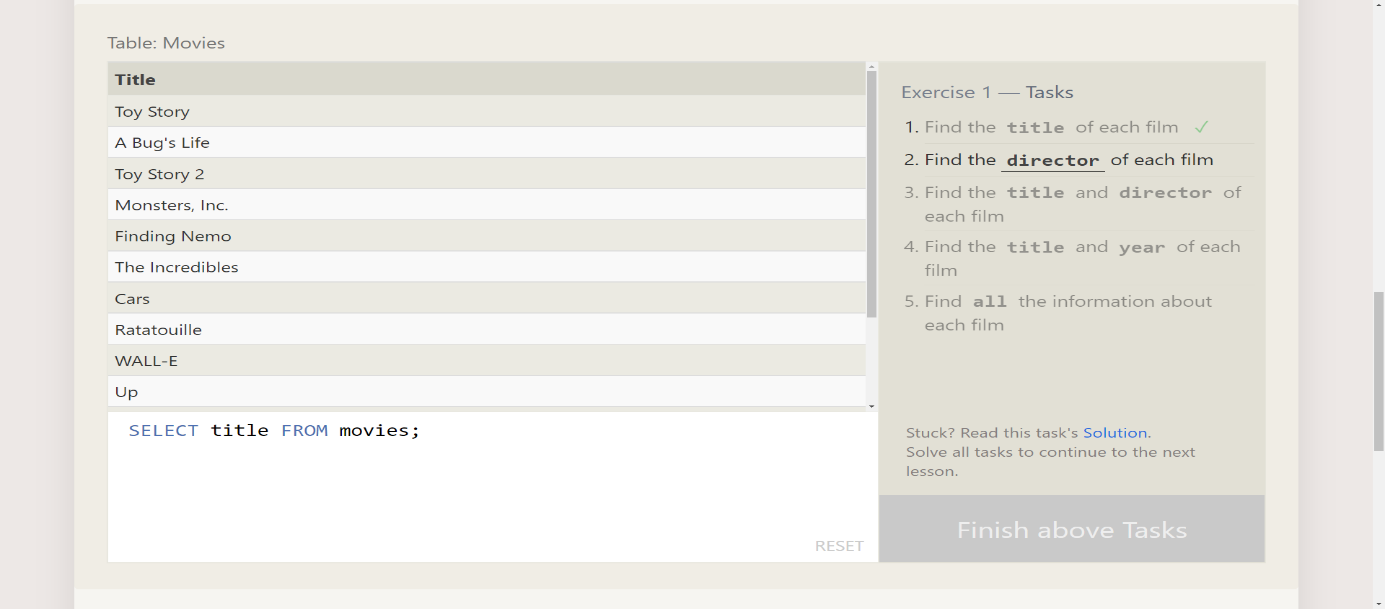 Table: Movies
Title
Toy Story
A Bug's Life
Toy Story 2
Monsters, Inc.
Finding Nemo
The Incredibles
Cars
Ratatouille
WALL-E
Up
SELECT title FROM movies;
RESET
Exercise 1 — Tasks
1. Find the title of each film ✓
2. Find the director of each film
3. Find the title and director of
each film
4. Find the title and year of each
film
5. Find all the information about
each film
Stuck? Read this task's Solution.
Solve all tasks to continue to the next
lesson.
Finish above Tasks